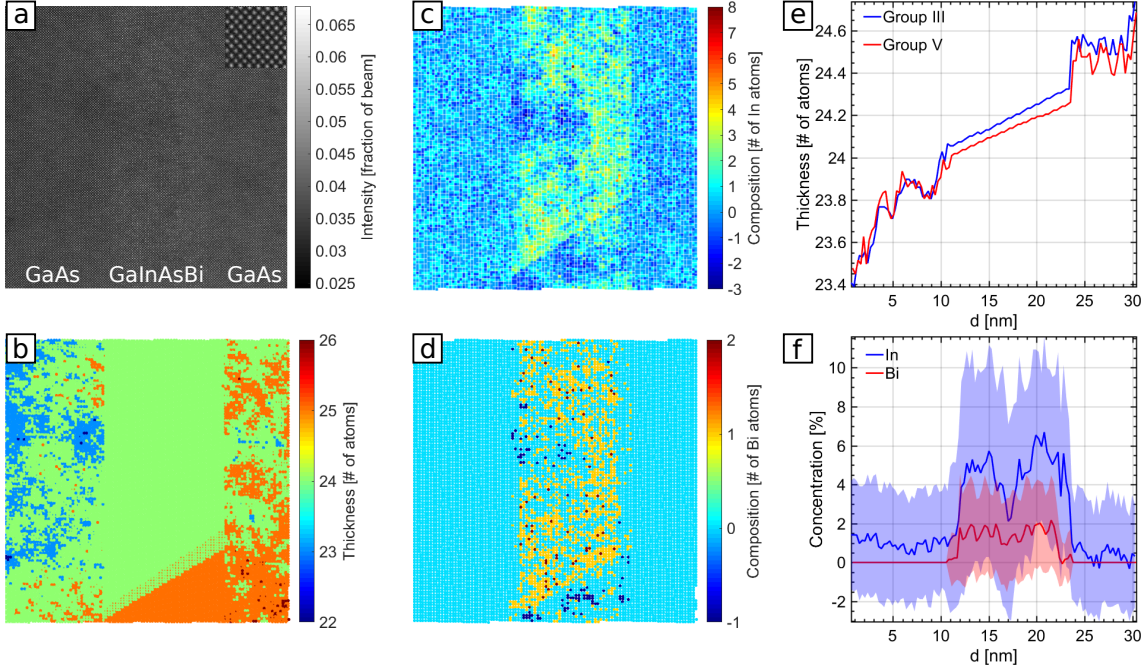 a
GaAs
GaInAsBi
GaAs
0.065
0.06
0.055
0.05
0.045
0.04
0.035
0.03
0.025
Intensity [fraction of beam]
b
26
25
24
23
22
Thickness [# of atoms]
c
8
7
6
5
4
3
2
1
0
-1
-2
-3
Composition [# of In atoms]
d
2
1
0
-1
Composition [# of Bi atoms]
e
Group III
Group V
24.6
24.4
24.2
24
23.8
23.6
23.4
Thickness [# of atoms]
5
10
15
20
25
30
d [nm]
f
In
Bi
10
8
6
4
2
0
-2
Concentration [%]
5
10
15
20
25
30
d [nm]